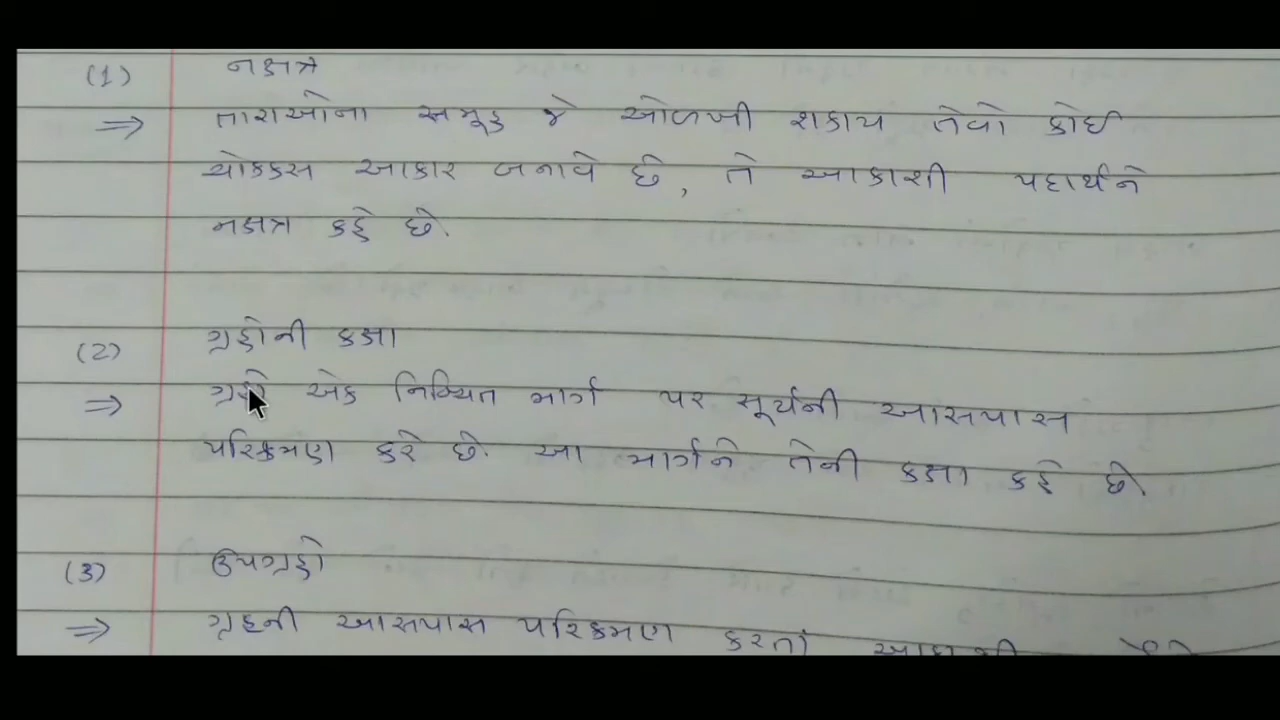 (1) નક્ષત્ર
⇒ તારાઓના સમૂહ જે ઓળખી શકાય તેવો કોઈ
ચોક્કસ આકાર બનાવે છે, તે આકાશી પદાર્થને
નક્ષત્ર કહે છે.
(2) ગ્રહોની કક્ષા
⇒ ગ્રહો એક નિશ્ચિત માર્ગ પર સૂર્યની આસપાસ
પરિક્રમણ કરે છે. આ માર્ગને તેની કક્ષા કહે છે.
(3) ઉપગ્રહો
⇒ ગ્રહની આસપાસ પરિક્રમણ કરતાં